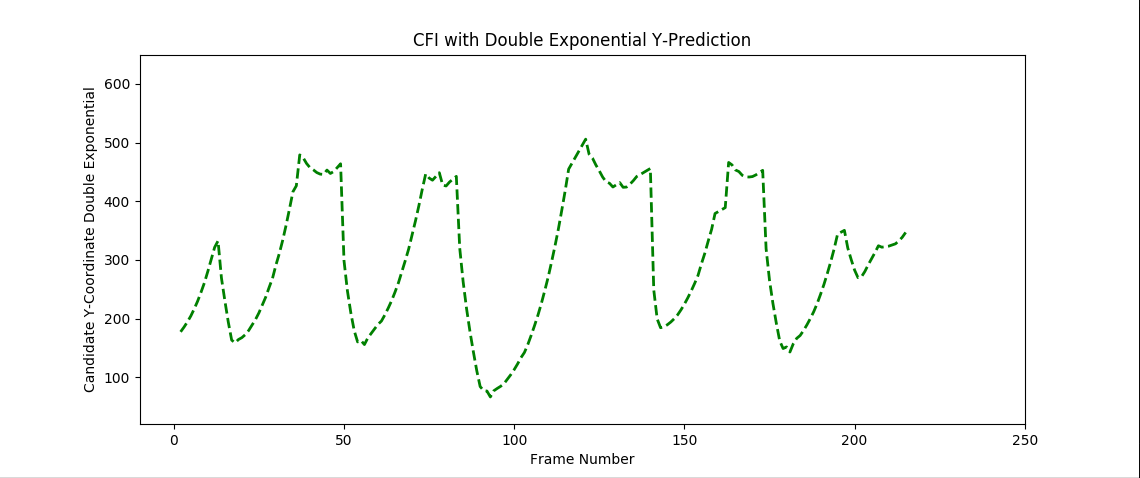 CFI with Double Exponential Y-Prediction
Candidate Y-Coordinate Double Exponential
600
500
400
300
200
100
0 50 100 150 200 250
Frame Number